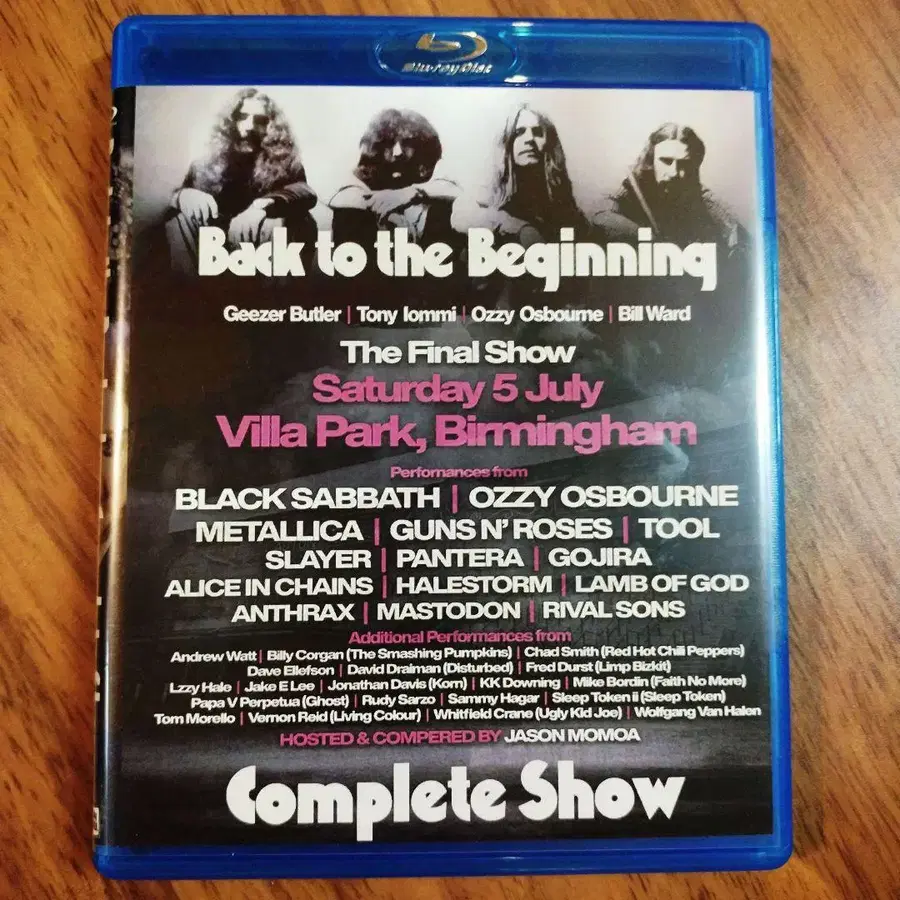 Blu-ray Disc
Back to the Beginning
Geezer Butler | Tony Iommi | Ozzy Osbourne | Bill Ward
The Final Show
Saturday 5 July
Villa Park, Birmingham
Perfomances from
BLACK SABBATH | OZZY OSBOURNE
METALLICA | GUNS N' ROSES | TOOL
SLAYER | PANTERA | GOJIRA
ALICE IN CHAINS | HALESTORM | LAMB OF GOD
ANTHRAX | MASTODON | RIVAL SONS
Additional Performances from
Andrew Watt | Billy Corgan (The Smashing Pumpkins) | Chad Smith (Red Hot Chili Peppers)
Dave Ellefson | David Draiman (Disturbed) | Fred Durst (Limp Bizkit)
Lzzy Hale | Jake E Lee | Jonathan Davis (Korn) | KK Downing | Mike Bordin (Faith No More)
Papa V Perpetua (Ghost) | Rudy Sarzo | Sammy Hagar | Sleep Token ii (Sleep Token)
Tom Morello | Vernon Reid (Living Colour) | Whitfield Crane (Ugly Kid Joe) | Wolfgang Van Halen
HOSTED & COMPERED BY JASON MOMOA
Complete Show